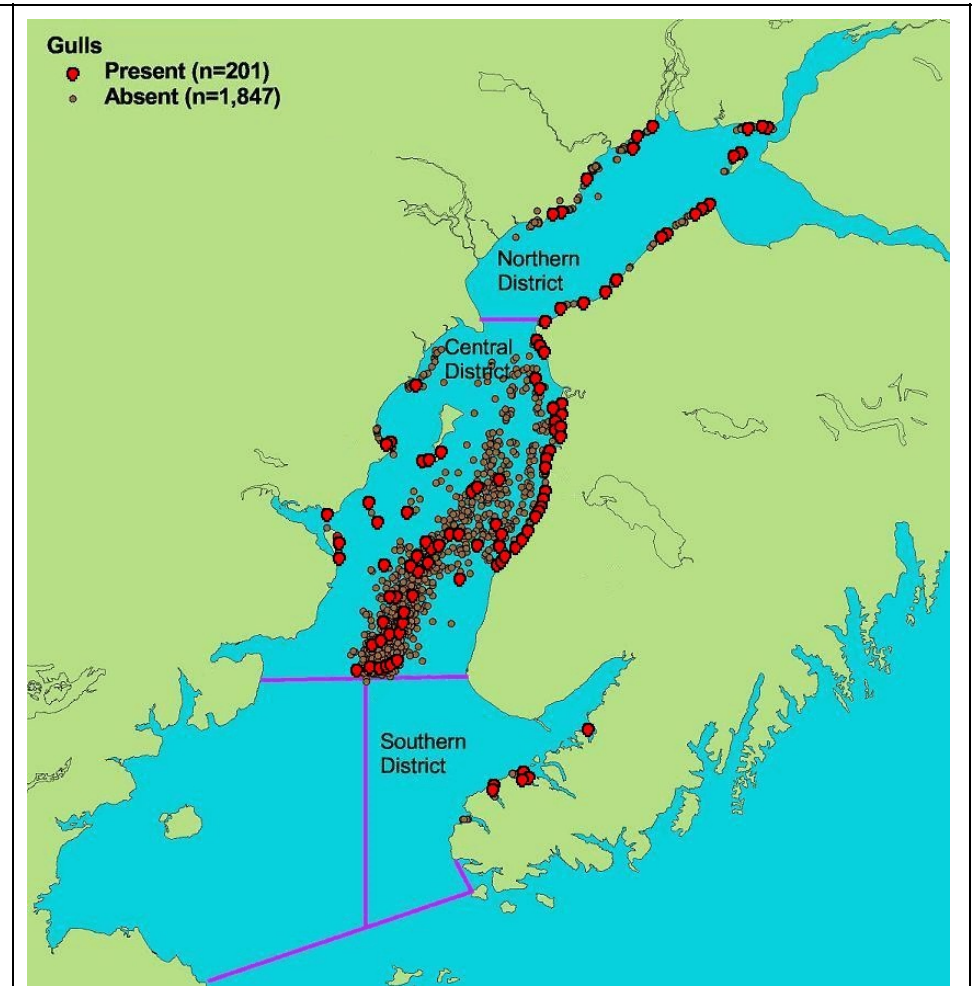 Gulls
Present (n=201)
Absent (n=1,847)
Northern
District
Central
District
Southern
District